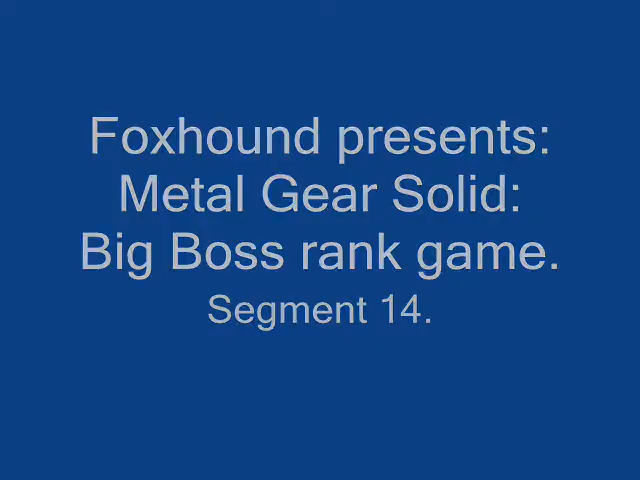 Foxhound presents:
Metal Gear Solid:
Big Boss rank game.
Segment 14.